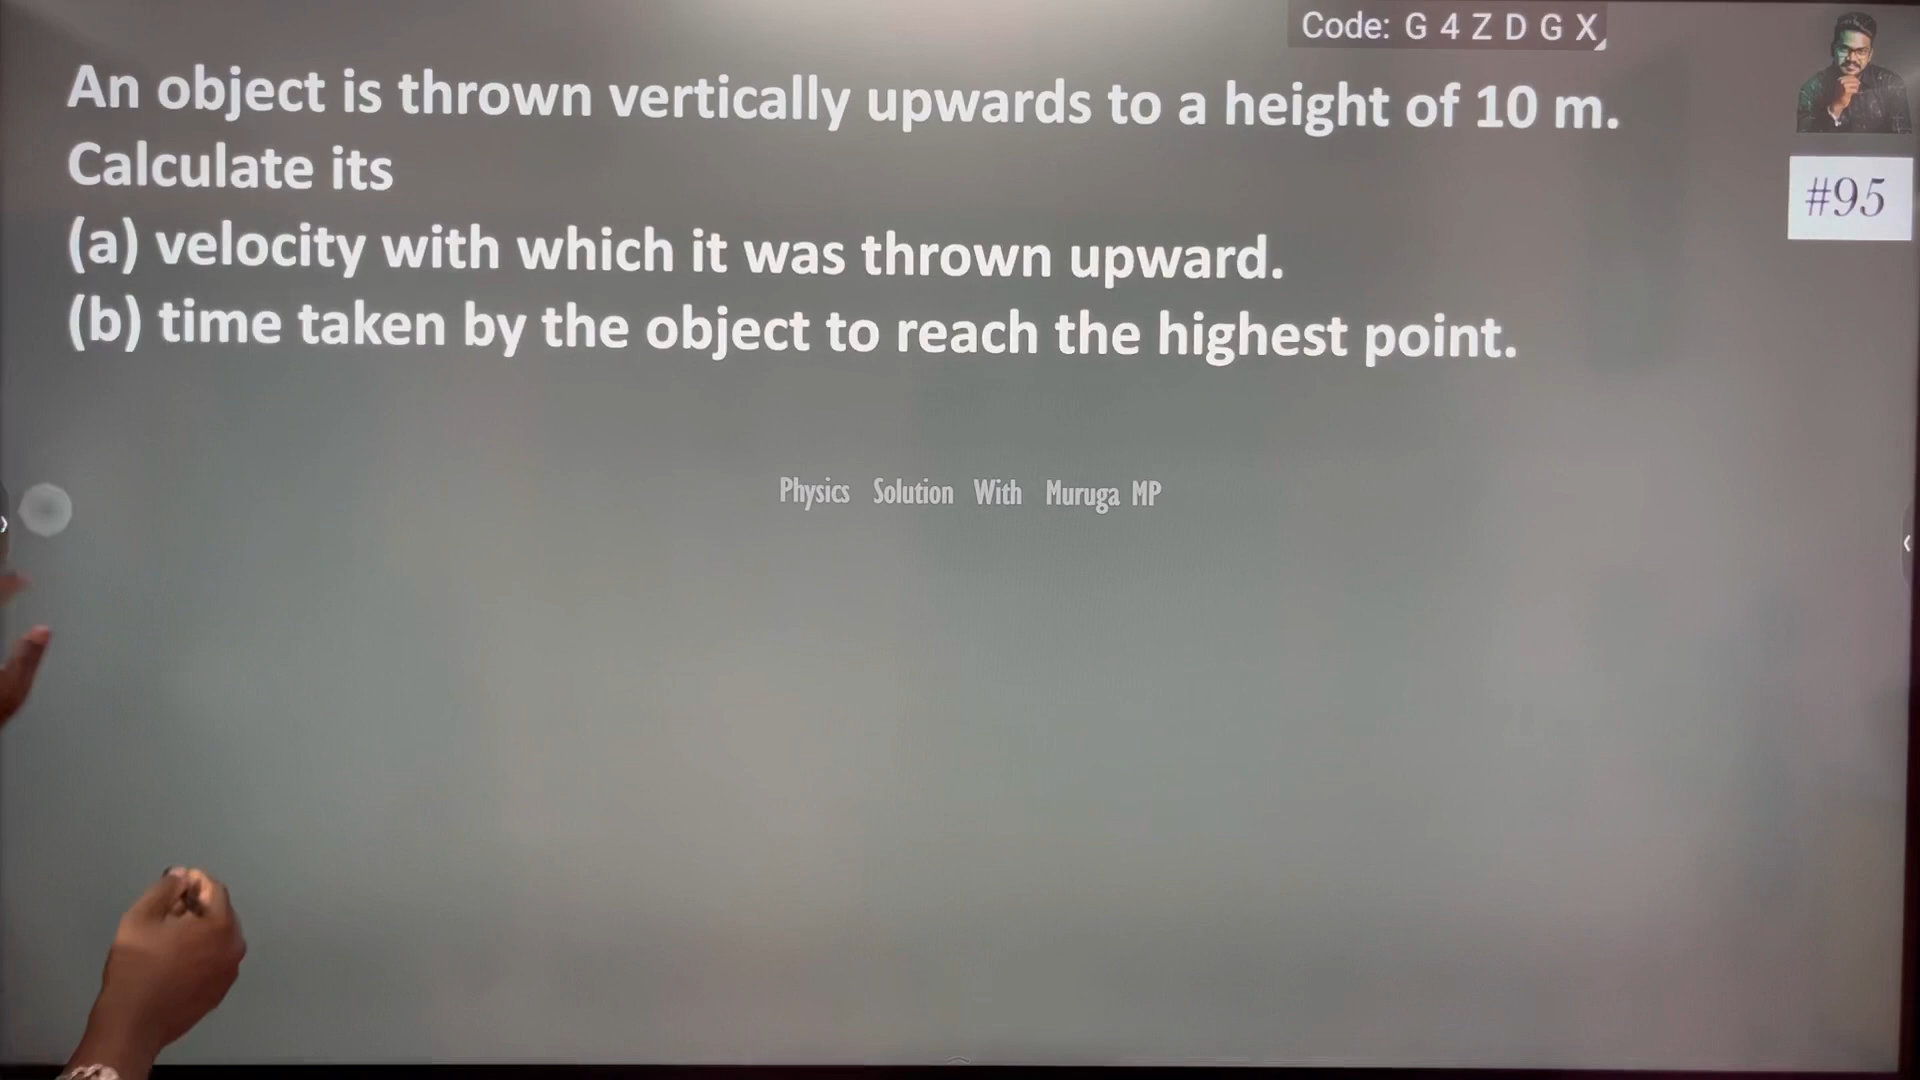 Code: G 4 Z D G X
An object is thrown vertically upwards to a height of 10 m.
Calculate its
#95
(a) velocity with which it was thrown upward.
(b) time taken by the object to reach the highest point.
Physics Solution With Muruga MP